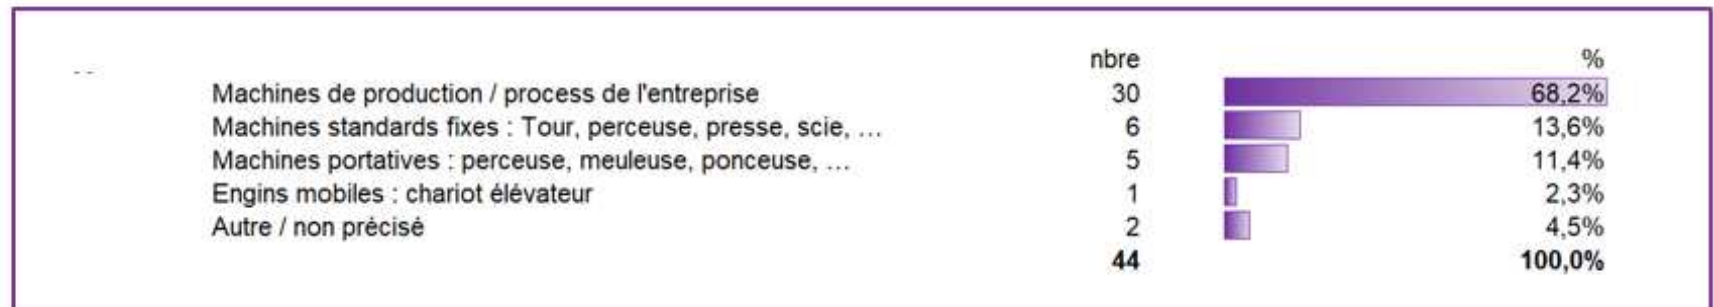 nbre %
Machines de production / process de l'entreprise 30 68,2%
Machines standards fixes : Tour, perceuse, presse, scie, … 6 13,6%
Machines portatives : perceuse, meuleuse, ponceuse, … 5 11,4%
Engins mobiles : chariot élévateur 1 2,3%
Autre / non précisé 2 4,5%
44 100,0%